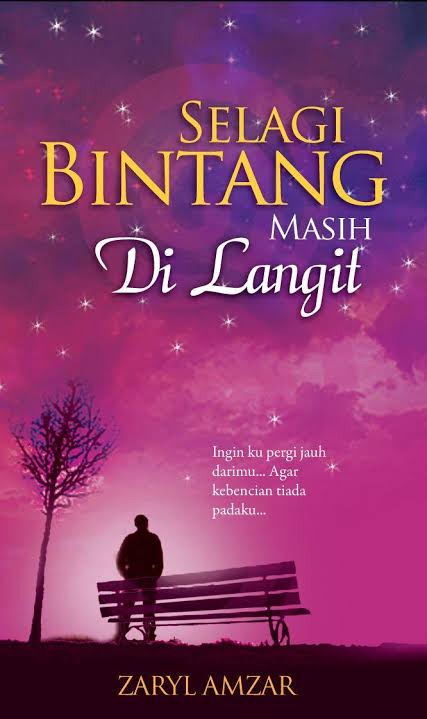 SELAGI
BINTANG
MASIH
Di Langit
Ingin ku pergi jauh
darimu... Agar
kebencian tiada
padaku...
ZARYL AMZAR